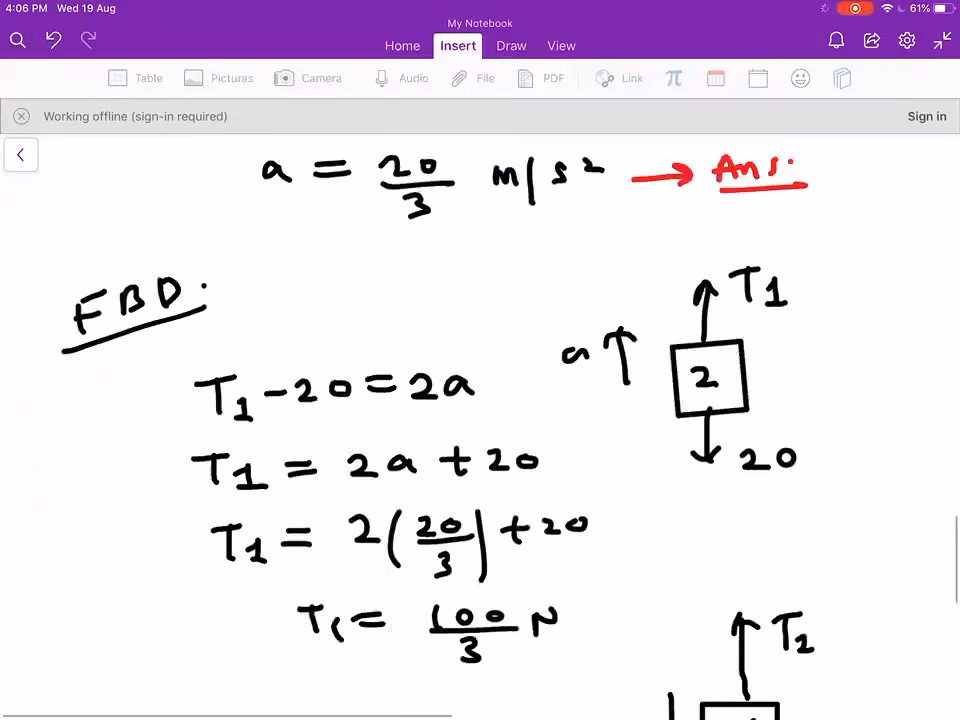 4:06 PM Wed 19 Aug
61%
My Notebook
Home Insert Draw View
Table Pictures Camera Audio File PDF Link π
Working offline (sign-in required) Sign in
a = 20/3 m/s² → Ans.
FBD.
T1
a ↑
2
20
T1 - 20 = 2a
T1 = 2a + 20
T1 = 2(20/3) + 20
T1 = 100/3 N
T2